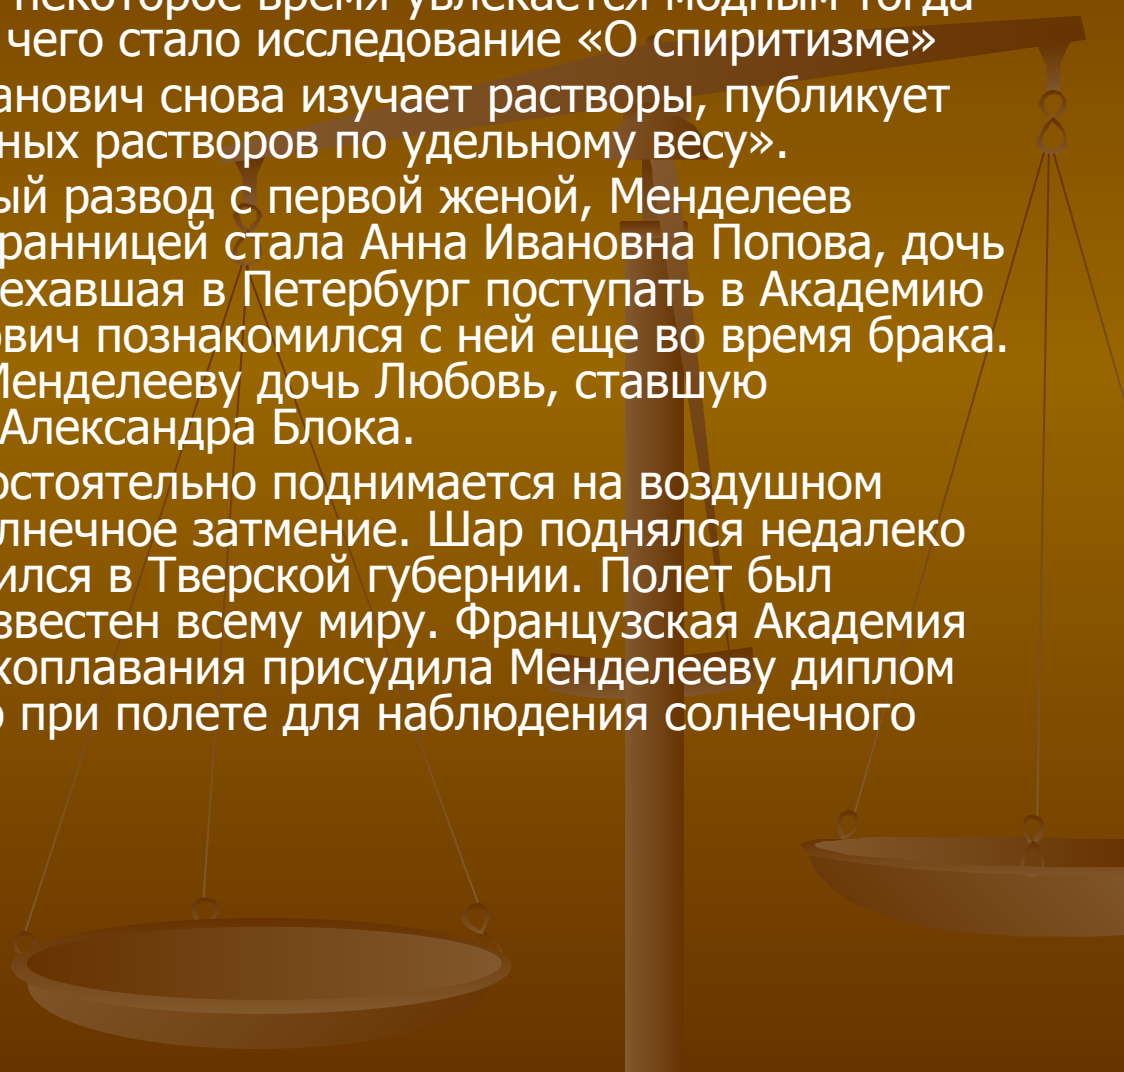 некоторое время увлекается модным тогда
чего стало исследование «О спиритизме»
анович снова изучает растворы, публикует
ных растворов по удельному весу».
ый развод с первой женой, Менделеев
ранницей стала Анна Ивановна Попова, дочь
ехавшая в Петербург поступать в Академию
ович познакомился с ней еще во время брака.
Менделееву дочь Любовь, ставшую
Александра Блока.
остоятельно поднимается на воздушном
лнечное затмение. Шар поднялся недалеко
ился в Тверской губернии. Полет был
звестен всему миру. Французская Академия
хоплавания присудила Менделееву диплом
о при полете для наблюдения солнечного